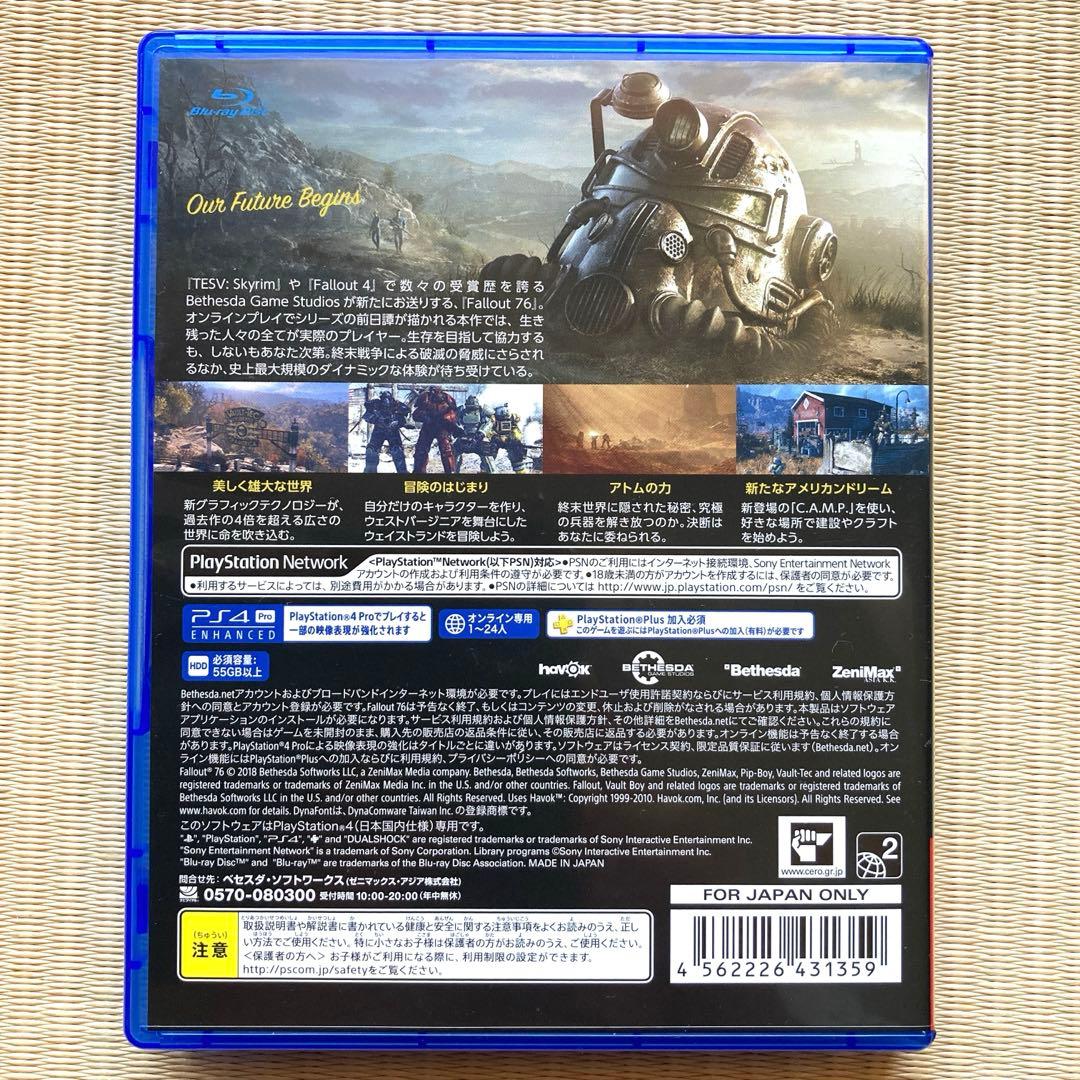 Blu-ray Disc
Our Future Begins
『TESV: Skyrim』や『Fallout 4』で数々の受賞歴を誇る
Bethesda Game Studiosが新たにお送りする、『Fallout 76』。
オンラインプレイでシリーズの前日譚が描かれる本作では、生き
残った人々の全てが実際のプレイヤー。生存を目指して協力する
も、しないもあなた次第。終末戦争による破滅の脅威にさらされ
るなか、史上最大規模のダイナミックな体験が待ち受けている。
VAULT-TEC
美しく雄大な世界
新グラフィックテクノロジーが、
過去作の4倍を超える広さの
世界に命を吹き込む。
冒険のはじまり
自分だけのキャラクターを作り、
ウェストバージニアを舞台にした
ウェイストランドを冒険しよう。
アトムの力
終末世界に隠された秘密、究極
の兵器を解き放つのか。決断は
あなたに委ねられる。
新たなアメリカンドリーム
新登場の「C.A.M.P.」を使い、
好きな場所で建設やクラフト
を始めよう。
PlayStation Network <PlayStation™Network(以下PSN)対応>●PSNのご利用にはインターネット接続環境、Sony Entertainment Network
アカウントの作成および利用条件の遵守が必要です。●18歳未満の方がアカウントを作成するには、保護者の同意が必要です。
●利用するサービスによっては、別途費用がかかる場合があります。●PSNの詳細については http://www.jp.playstation.com/psn/ をご覧ください。
PS4 Pro
ENHANCED
PlayStation®4 Proでプレイすると
一部の映像表現が強化されます
オンライン専用
1~24人
PlayStation®Plus 加入必須
このゲームを遊ぶにはPlayStation®Plusへの加入(有料)が必要です
HDD 必須容量:
55GB以上
havok
BETHESDA
GAME STUDIOS
Bethesda
ZeniMax
ASIA K.K.
Bethesda.netアカウントおよびブロードバンドインターネット環境が必要です。プレイにはエンドユーザ使用許諾契約ならびにサービス利用規約、個人情報保護方
針への同意とアカウント登録が必要です。Fallout 76は予告なく終了、もしくはコンテンツの変更、休止および削除がなされる場合があります。本製品はソフトウェア
アプリケーションのインストールが必要になります。サービス利用規約および個人情報保護方針、その他詳細をBethesda.netにてご確認ください。これらの規約に
同意できない場合はゲームを未開封のまま、購入先の販売店の返品条件に従い、その販売店に返品する必要があります。オンライン機能は予告なく終了する場合
があります。PlayStation®4 Proによる映像表現の強化はタイトルごとに違いがあります。ソフトウェアはライセンス契約、限定品質保証に従います (Bethesda.net)。オン
ライン機能にはPlayStation®Plusへの加入ならびに利用規約、プライバシーポリシーへの同意が必要です。
Fallout® 76 © 2018 Bethesda Softworks LLC, a ZeniMax Media company. Bethesda, Bethesda Softworks, Bethesda Game Studios, ZeniMax, Pip-Boy, Vault-Tec and related logos are
registered trademarks or trademarks of ZeniMax Media Inc. in the U.S. and/or other countries. Fallout, Vault Boy and related logos are registered trademarks or trademarks of
Bethesda Softworks LLC in the U.S. and/or other countries. All Rights Reserved. Uses Havok™: Copyright 1999-2010. Havok.com, Inc. (and its Licensors). All Rights Reserved. See
www.havok.com for details. DynaFontは、DynaComware Taiwan Inc. の登録商標です。
このソフトウェアはPlayStation®4(日本国内仕様)専用です。
"PlayStation", "PS4", and "DUALSHOCK" are registered trademarks or trademarks of Sony Interactive Entertainment Inc.
"Sony Entertainment Network" is a trademark of Sony Corporation. Library programs ©Sony Interactive Entertainment Inc.
"Blu-ray Disc™" and "Blu-ray™" are trademarks of the Blu-ray Disc Association. MADE IN JAPAN
www.cero.gr.jp
2
問合せ先: ベセスダ・ソフトワークス (ゼニマックス・アジア株式会社)
0570-080300 受付時間 10:00-20:00 (年中無休)
FOR JAPAN ONLY
(ちゅうい)
注意
取扱説明書や解説書に書かれている健康と安全に関する注意事項をよくお読みのうえ、正し
い方法でご使用ください。特に小さなお子様は保護者の方がお読みのうえ、ご使用ください。
<保護者の方へ> お子様がご利用になる際に、利用制限の設定ができます。
http://pscom.jp/safetyをご覧ください。
4 562226 431359